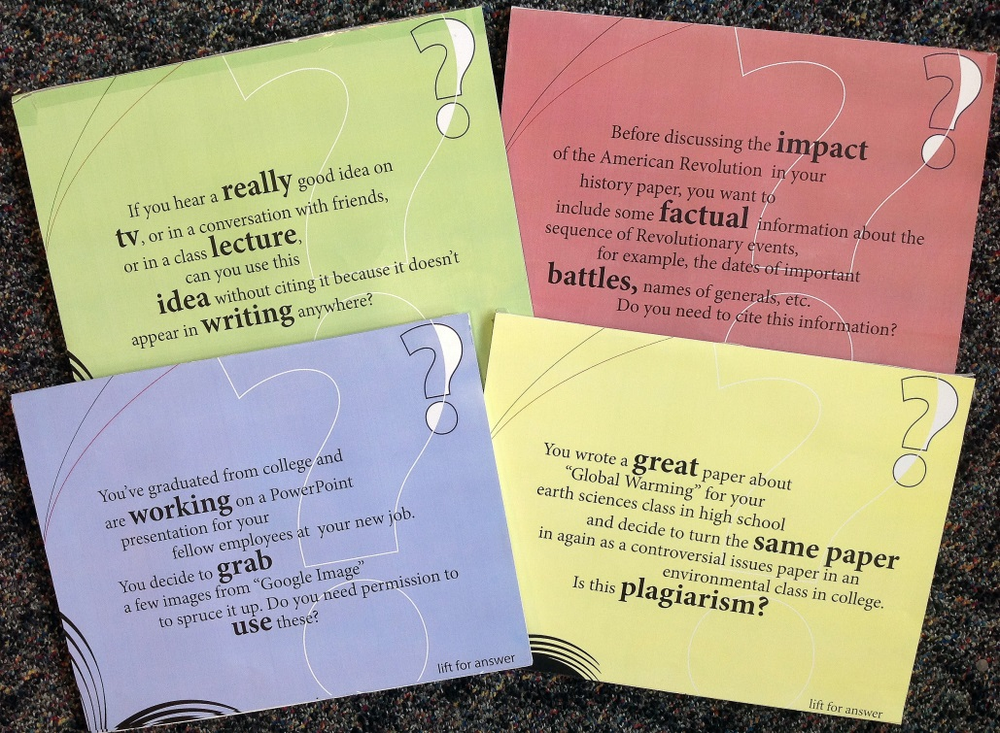 ?
If you hear a really good idea on
tv, or in a conversation with friends,
or in a class lecture,
can you use this
idea without citing it because it doesn't
appear in writing anywhere?
?
Before discussing the impact
of the American Revolution in your
history paper, you want to
include some factual information about the
sequence of Revolutionary events,
for example, the dates of important
battles, names of generals, etc.
Do you need to cite this information?
?
You've graduated from college and
are working on a PowerPoint
presentation for your
fellow employees at your new job.
You decide to grab
a few images from “Google Image”
to spruce it up. Do you need permission to
use these?
lift for answer
?
You wrote a great paper about
“Global Warming” for your
earth sciences class in high school
and decide to turn the same paper
in again as a controversial issues paper in an
environmental class in college.
Is this plagiarism?
lift for answer